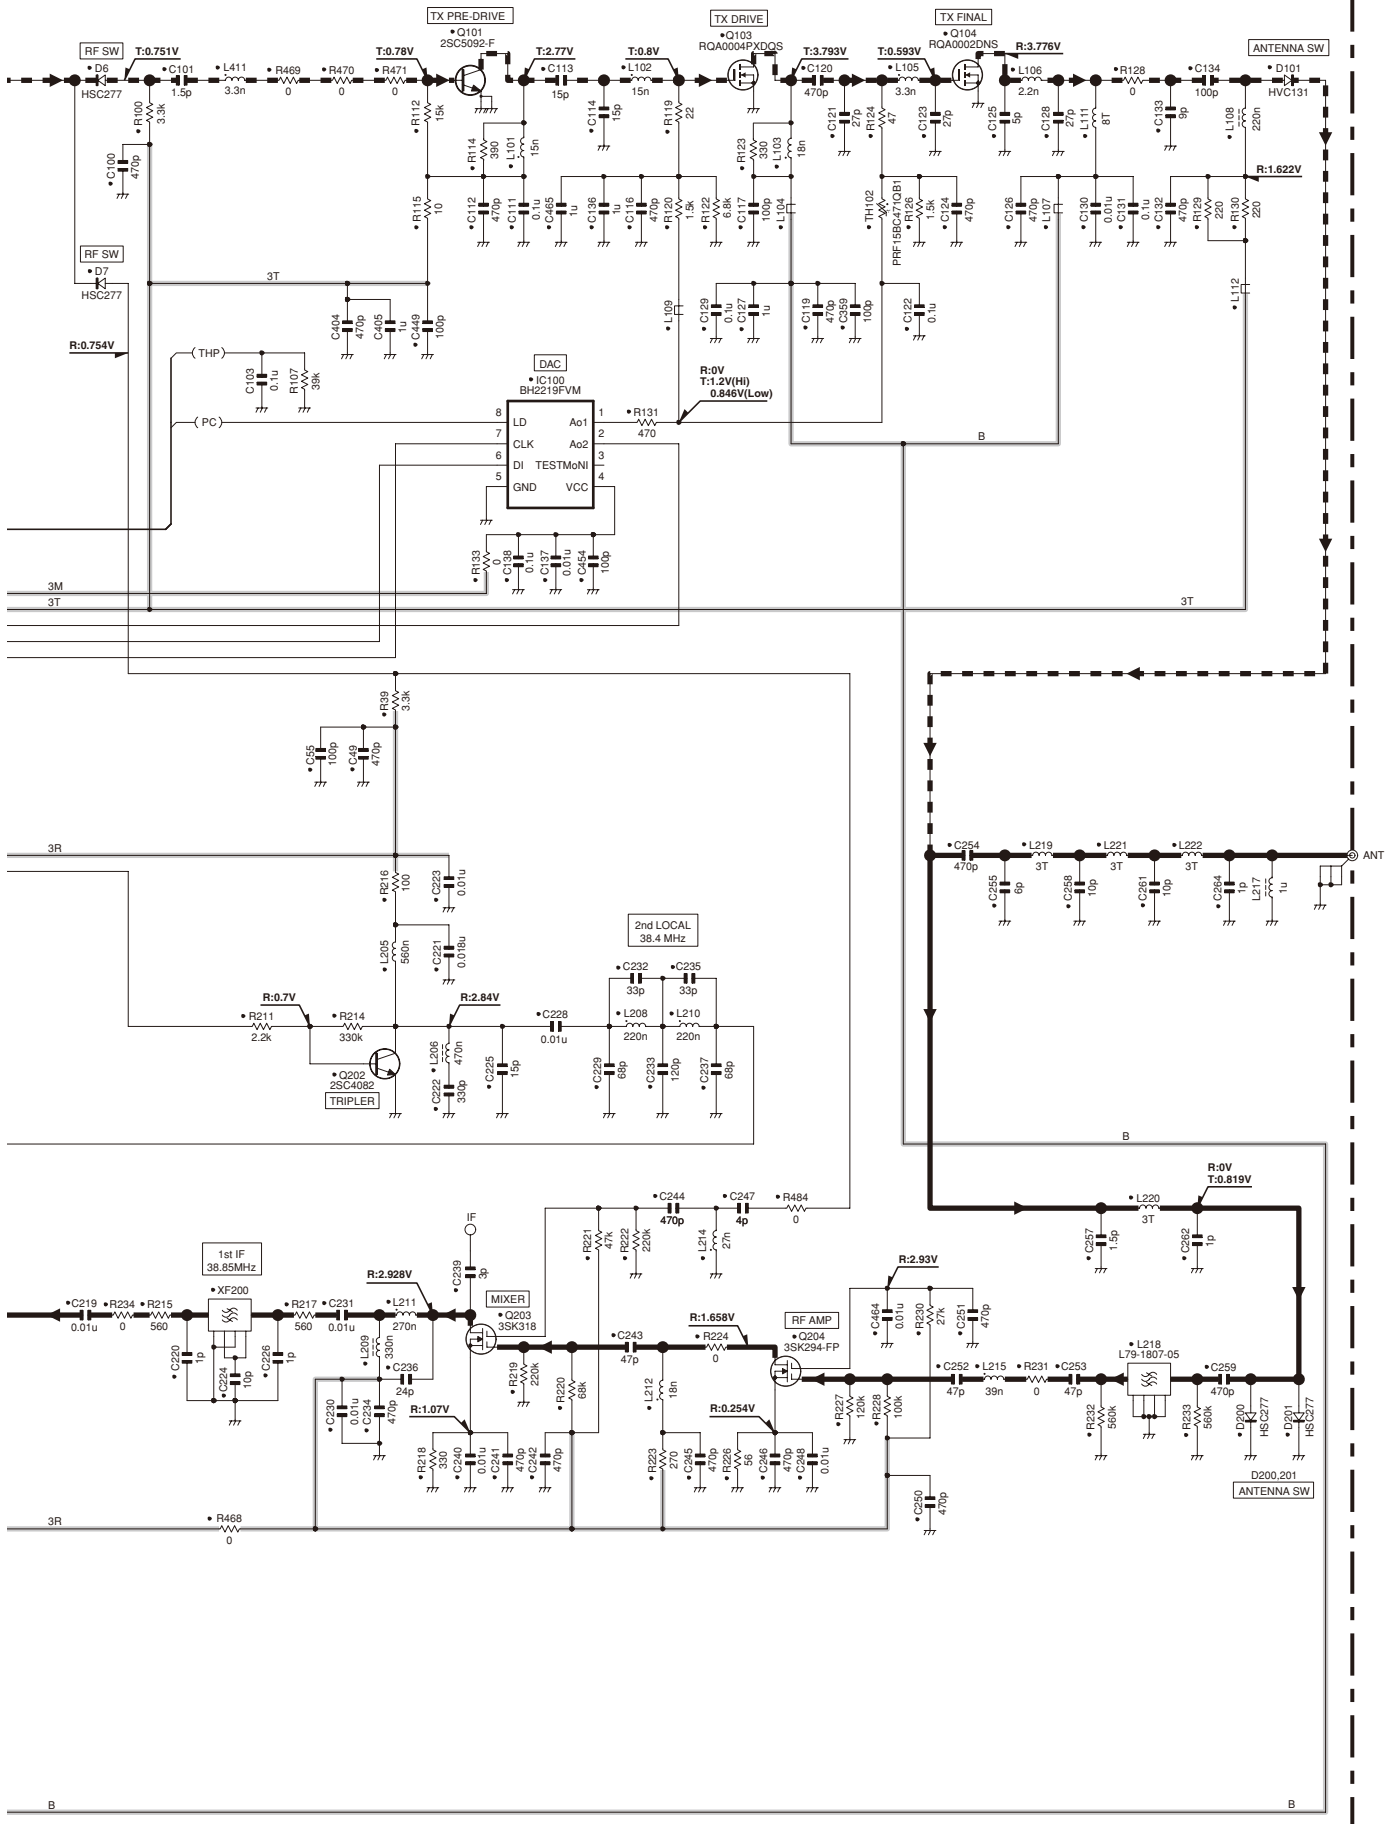 TX PRE-DRIVE
Q101
2SC5092-F
TX DRIVE
Q103
RQA0004PXDQS
TX FINAL
Q104
RQA0002DNS
R:3.776V
RF SW
D6
HSC277
T:0.751V
T:0.78V
T:2.77V
T:0.8V
T:3.793V
T:0.593V
ANTENNA SW
D101
HVC131
C101
1.5p
L411
3.3n
R469
0
R470
0
R471
0
C113
15p
L102
15n
C120
470p
L105
3.3n
L106
2.2n
R128
0
C134
100p
R100
3.3k
R112
15k
C114
15p
R119
22
C121
27p
R124
47
C123
27p
C125
5p
C128
27p
L111
8T
C133
9p
L108
220n
C100
470p
R114
390
L101
15n
R123
330
L103
18n
R:1.622V
R115
10
C112
470p
C111
0.1u
C465
1u
C136
1u
C116
470p
R120
1.5k
R122
6.8k
C117
100p
L104
TH102
PRF15BC471QB1
R126
1.5k
C124
470p
C126
470p
L107
C130
0.01u
C131
0.1u
C132
470p
R129
220
R130
220
RF SW
D7
HSC277
3T
C404
470p
C405
1u
C449
100p
L109
C129
0.1u
C127
1u
C119
470p
C359
100p
C122
0.1u
L112
R:0.754V
THP
C103
0.1u
R107
39k
PC
DAC
IC100
BH2219FVM
R:0V
T:1.2V(Hi)
0.846V(Low)
8 LD Ao1 1
7 CLK Ao2 2
6 DI TESTMoNI 3
5 GND VCC 4
R131
470
B
R133
0
C138
0.1u
C137
0.01u
C454
100p
3M
3T
3T
R39
3.3k
C55
100p
C49
470p
3R
R216
100
C223
0.01u
C254
470p
L219
3T
L221
3T
L222
3T
ANT
C255
6p
C258
10p
C261
10p
C264
1p
L217
1u
L205
560n
C221
0.018u
2nd LOCAL
38.4 MHz
C232
33p
C235
33p
R:0.7V
R:2.84V
R211
2.2k
R214
330k
C228
0.01u
L208
220n
L210
220n
Q202
2SC4082
TRIPLER
L206
470n
C222
330p
C225
15p
C229
68p
C233
120p
C237
68p
B
R:0V
T:0.819V
C244
470p
C247
4p
R484
0
L220
3T
C257
1.5p
C262
1p
IF
R221
47k
R222
220k
L214
27n
1st IF
38.85MHz
XF200
R:2.928V
C239
3p
MIXER
Q203
3SK318
R:2.93V
C464
0.01u
R230
27k
C251
470p
C219
0.01u
R234
0
R215
560
R217
560
C231
0.01u
L211
270n
R:1.658V
RF AMP
Q204
3SK294-FP
C243
47p
R224
0
L218
L79-1807-05
C220
1p
C224
10p
C226
1p
L209
330n
C236
24p
R219
220k
R220
68k
L212
18n
C252
47p
L215
39n
R231
0
C253
47p
C259
470p
C230
0.01u
C234
470p
R:1.07V
R:0.254V
R227
120k
R228
100k
R232
560k
R233
560k
D200
HSC277
D201
HSC277
R218
330
C240
0.01u
C241
470p
C242
470p
R223
270
C245
470p
R226
56
C246
470p
C248
0.01u
C250
470p
D200,201
ANTENNA SW
3R
R468
0
B
B